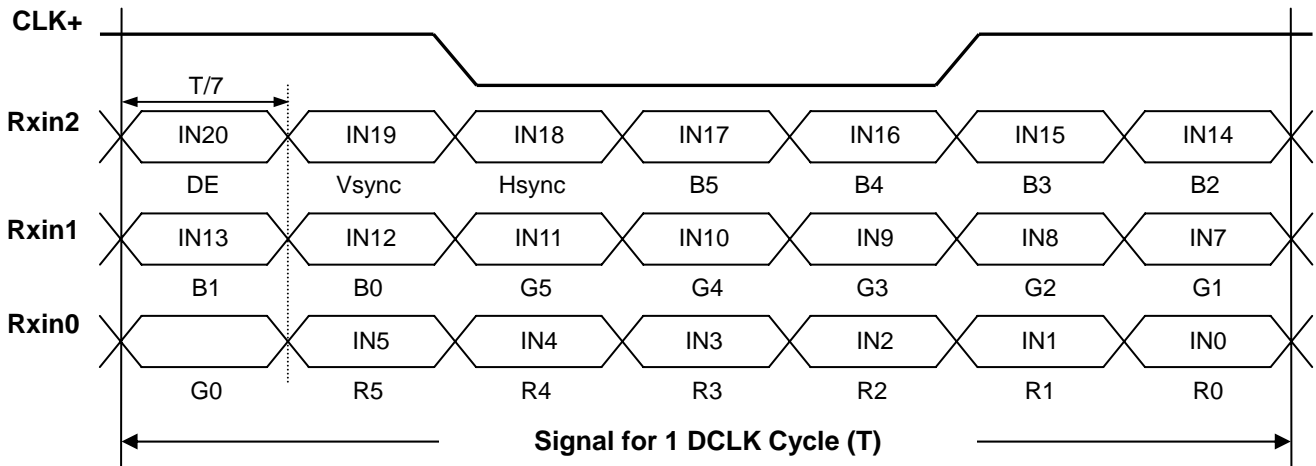 CLK+
T/7
Rxin2 IN20 IN19 IN18 IN17 IN16 IN15 IN14
DE Vsync Hsync B5 B4 B3 B2
Rxin1 IN13 IN12 IN11 IN10 IN9 IN8 IN7
B1 B0 G5 G4 G3 G2 G1
Rxin0 IN5 IN4 IN3 IN2 IN1 IN0
G0 R5 R4 R3 R2 R1 R0
Signal for 1 DCLK Cycle (T)